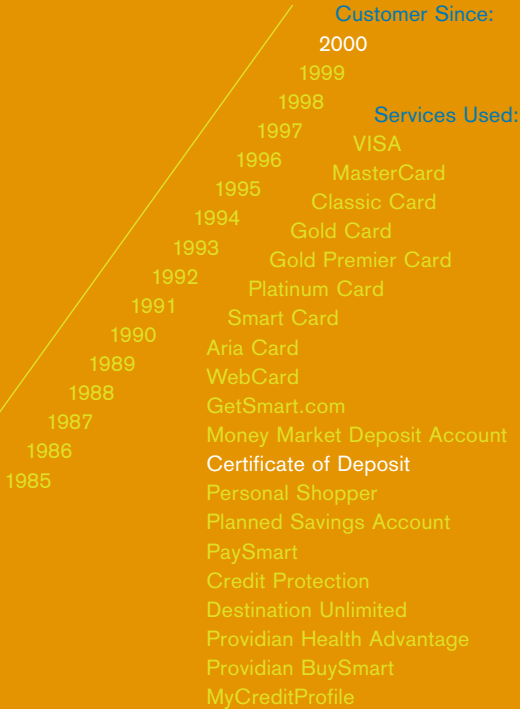 Customer Since:
2000
1999
1998
1997
1996
1995
1994
1993
1992
1991
1990
1989
1988
1987
1986
1985
Services Used:
VISA
MasterCard
Classic Card
Gold Card
Gold Premier Card
Platinum Card
Smart Card
Aria Card
WebCard
GetSmart.com
Money Market Deposit Account
Certificate of Deposit
Personal Shopper
Planned Savings Account
PaySmart
Credit Protection
Destination Unlimited
Providian Health Advantage
Providian BuySmart
MyCreditProfile